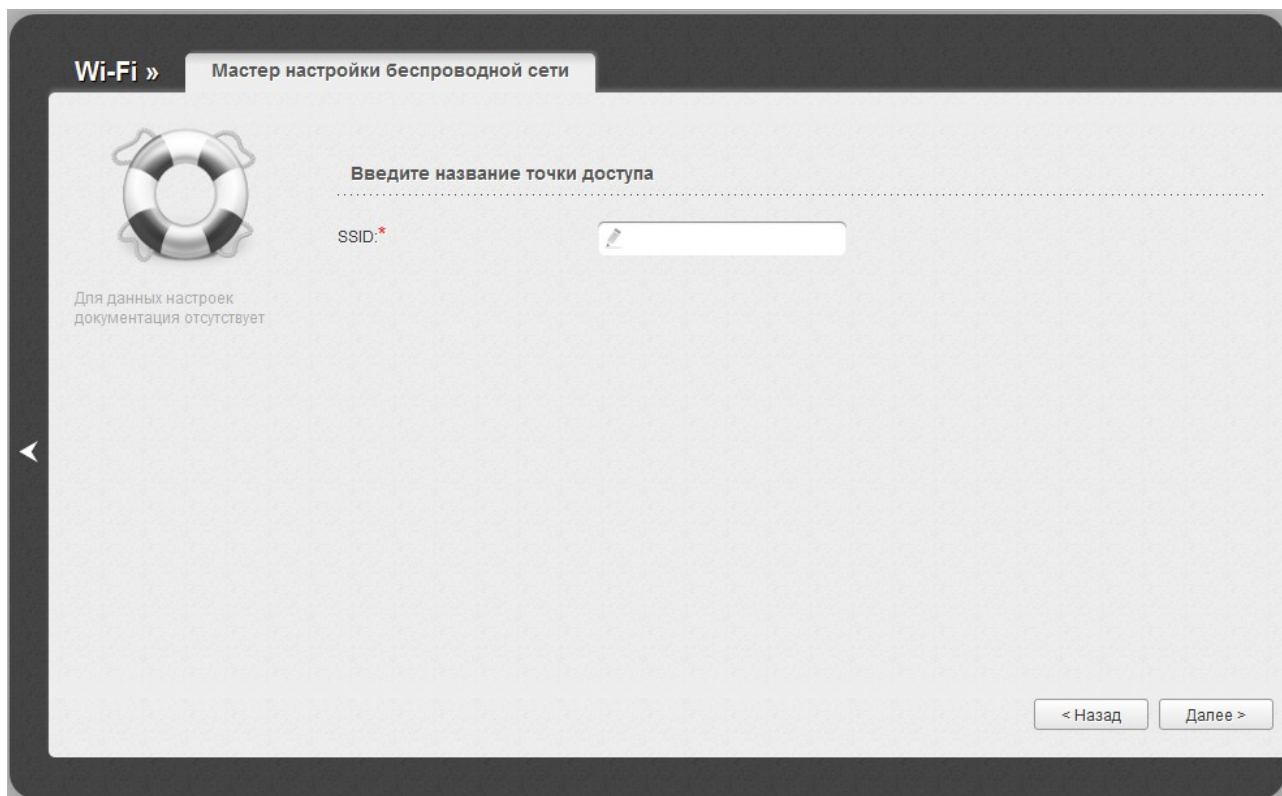 Wi-Fi »
Мастер настройки беспроводной сети
Введите название точки доступа
SSID:*
Для данных настроек
документация отсутствует
< Назад
Далее >